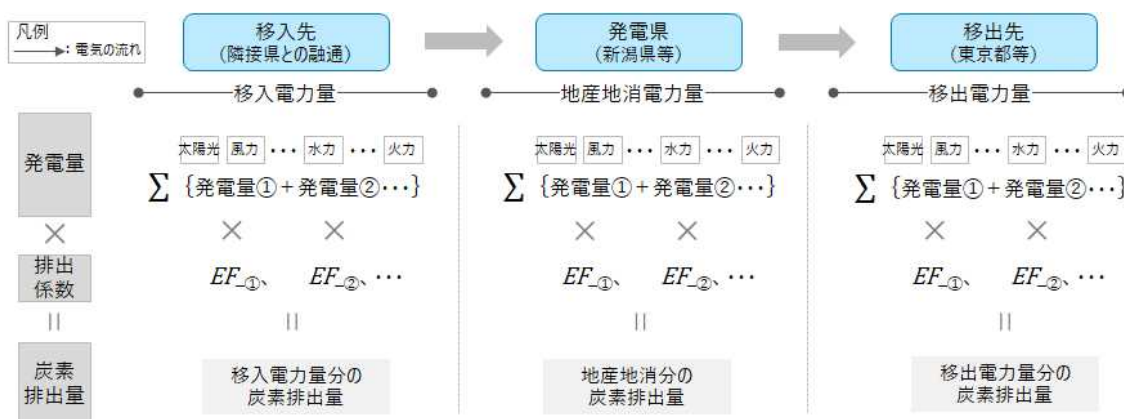 凡例
：電気の流れ
移入先
（隣接県との融通）
発電県
（新潟県等）
移出先
（東京都等）
移入電力量
地産地消電力量
移出電力量
発電量
太陽光 風力 ・・・ 水力 ・・・ 火力
太陽光 風力 ・・・ 水力 ・・・ 火力
太陽光 風力 ・・・ 水力 ・・・ 火力
∑ {発電量①+発電量②・・・}
∑ {発電量①+発電量②・・・}
∑ {発電量①+発電量②・・・}
×
× ×
× ×
× ×
排出
係数
EF_①、 EF_②、・・・
EF_①、 EF_②、・・・
EF_①、 EF_②、・・・
=
=
=
=
炭素
排出量
移入電力量分の
炭素排出量
地産地消分の
炭素排出量
移出電力量分の
炭素排出量